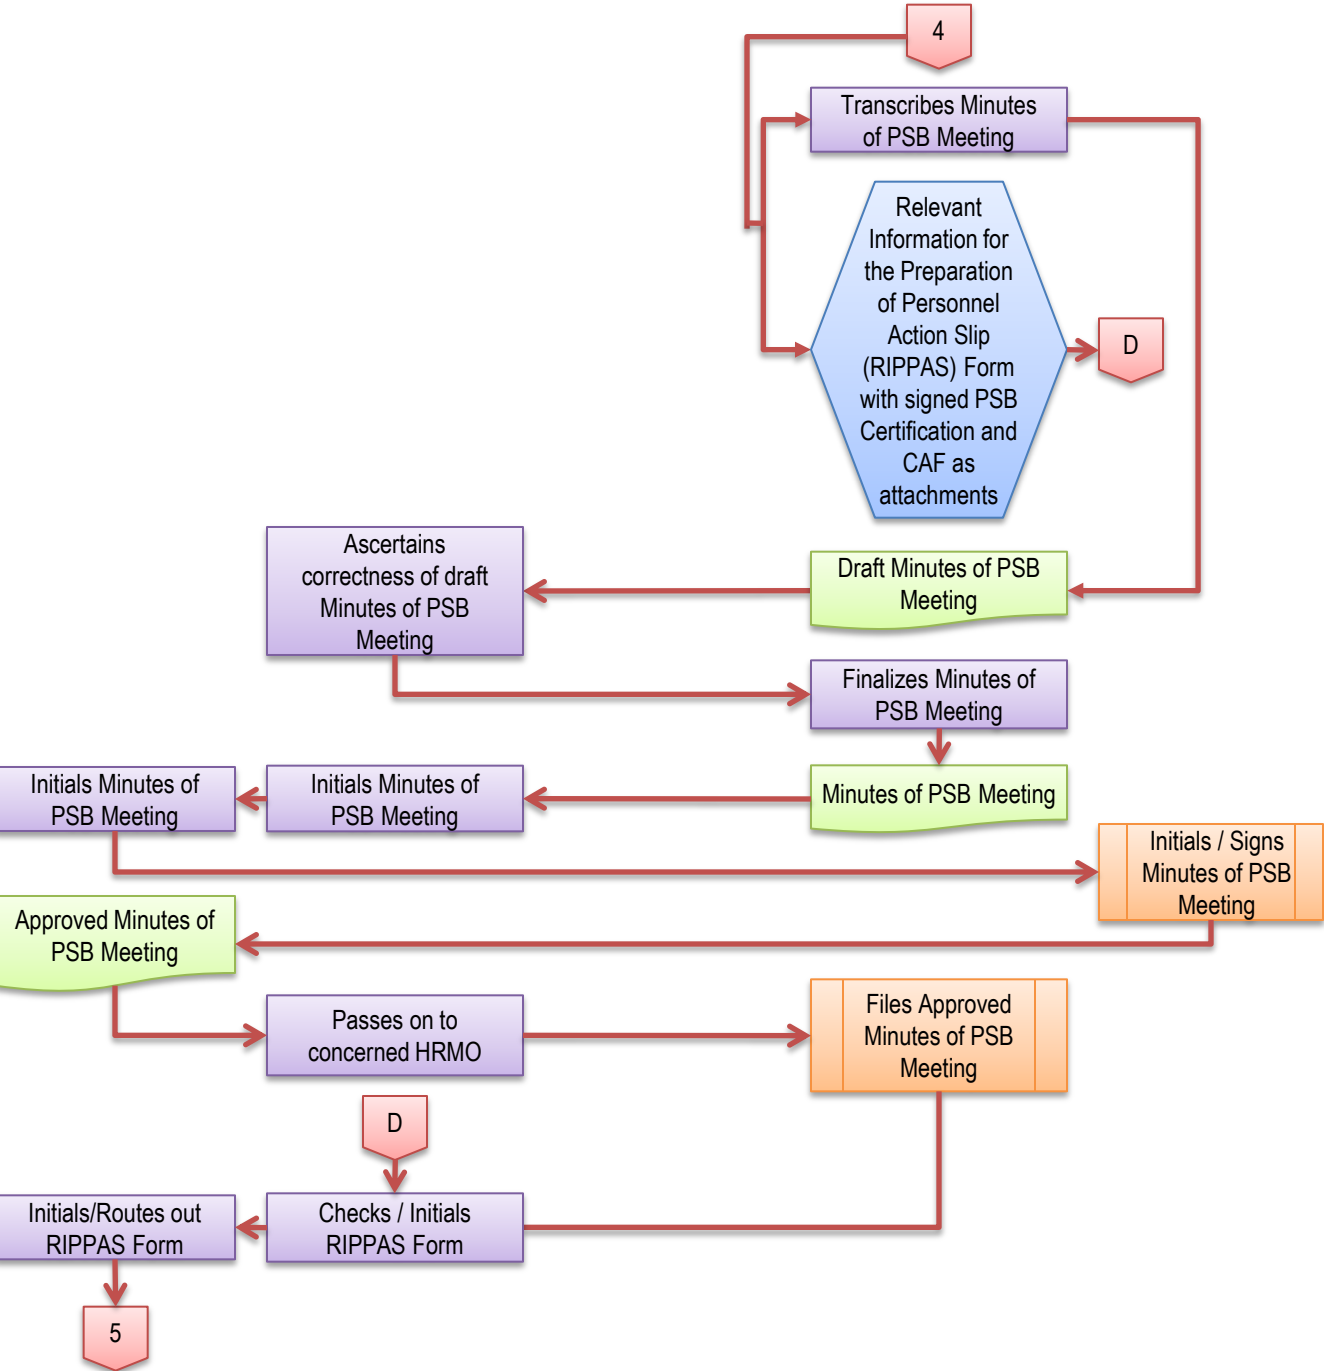 4
Transcribes Minutes
of PSB Meeting
Relevant
Information for
the Preparation
of Personnel
Action Slip
(RIPPAS) Form
with signed PSB
Certification and
CAF as
attachments
D
Ascertains
correctness of draft
Minutes of PSB
Meeting
Draft Minutes of PSB
Meeting
Finalizes Minutes of
PSB Meeting
Initials Minutes of
PSB Meeting
Initials Minutes of
PSB Meeting
Minutes of PSB Meeting
Initials / Signs
Minutes of PSB
Meeting
Approved Minutes of
PSB Meeting
Passes on to
concerned HRMO
Files Approved
Minutes of PSB
Meeting
D
Initials/Routes out
RIPPAS Form
Checks / Initials
RIPPAS Form
5